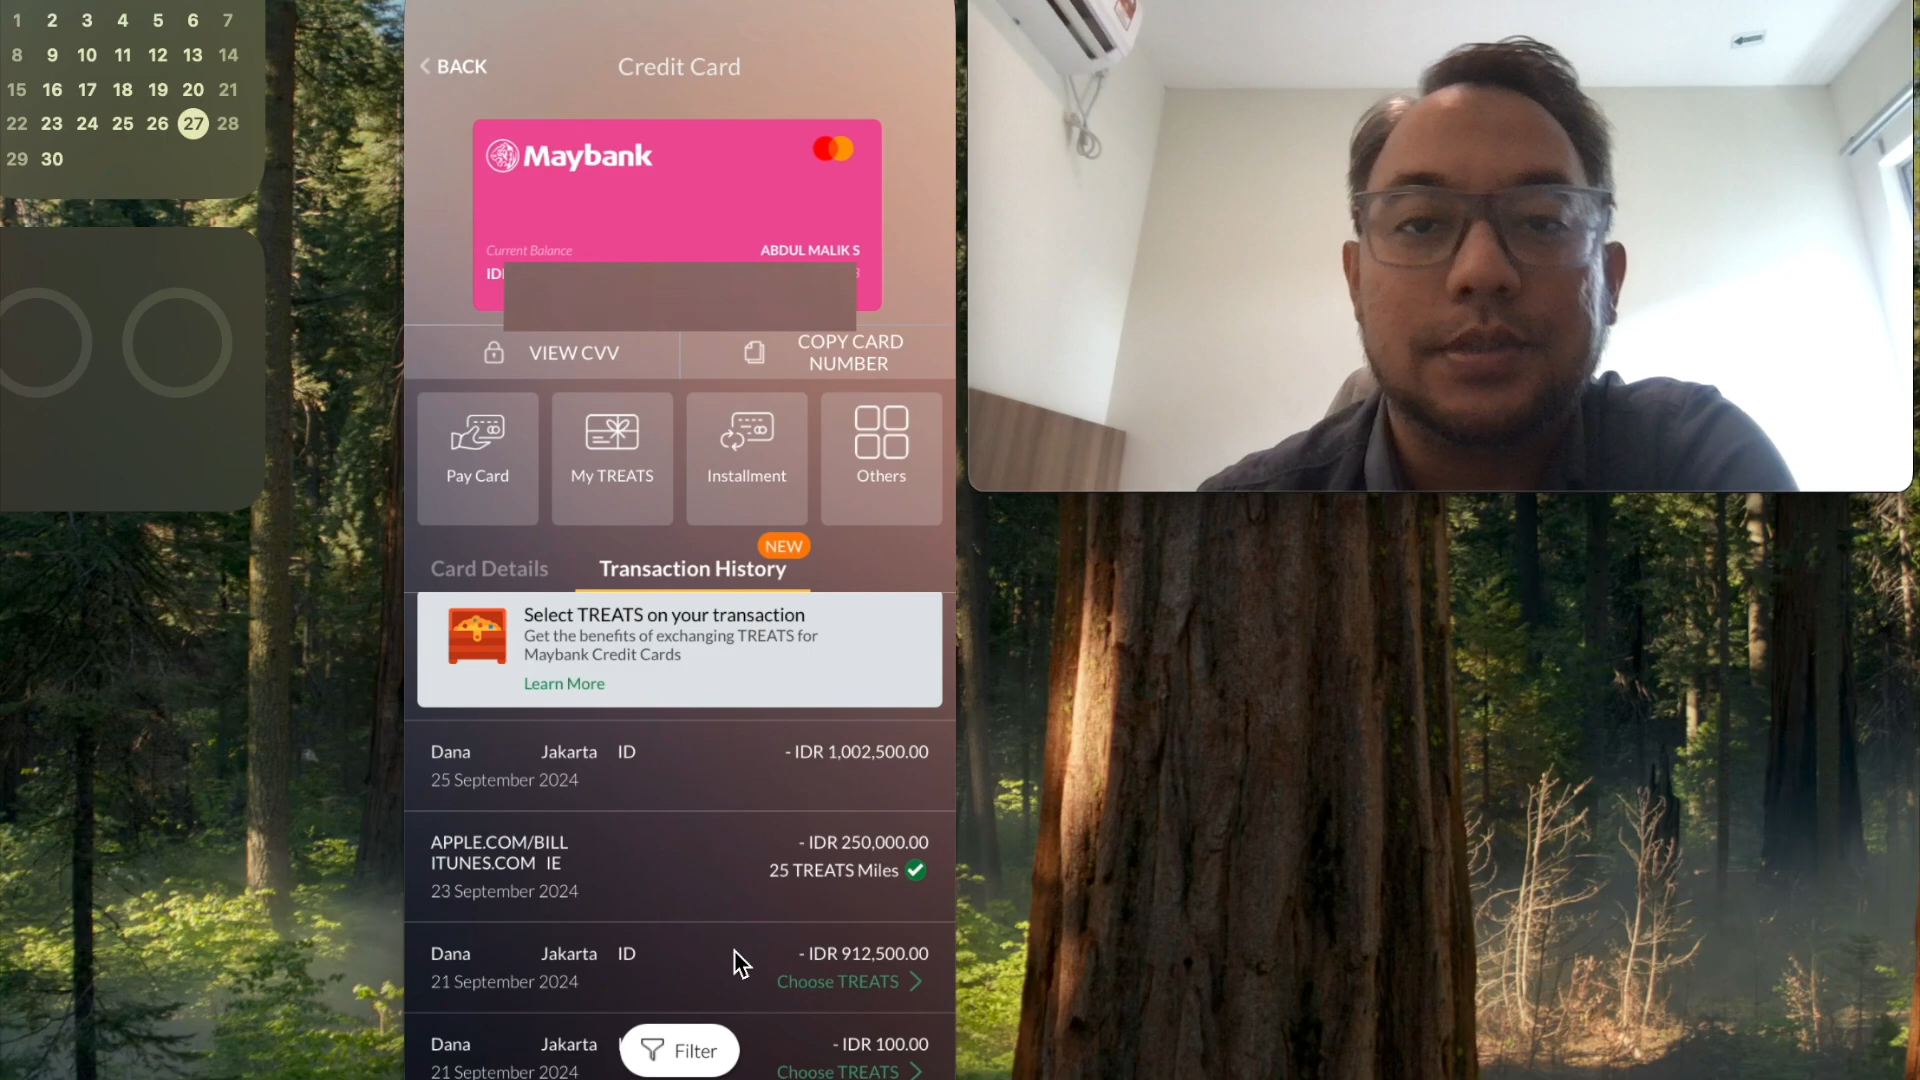 1 2 3 4 5 6 7
8 9 10 11 12 13 14
15 16 17 18 19 20 21
22 23 24 25 26 27 28
29 30
BACK
Credit Card
Maybank
Current Balance
ABDUL MALIK S
VIEW CVV
COPY CARD
NUMBER
Pay Card
My TREATS
Installment
Others
Card Details
Transaction History
NEW
Select TREATS on your transaction
Get the benefits of exchanging TREATS for
Maybank Credit Cards
Learn More
Dana Jakarta ID - IDR 1,002,500.00
25 September 2024
APPLE.COM/BILL - IDR 250,000.00
ITUNES.COM IE 25 TREATS Miles
23 September 2024
Dana Jakarta ID - IDR 912,500.00
21 September 2024 Choose TREATS
Dana Jakarta - IDR 100.00
21 September 2024 Choose TREATS
Filter